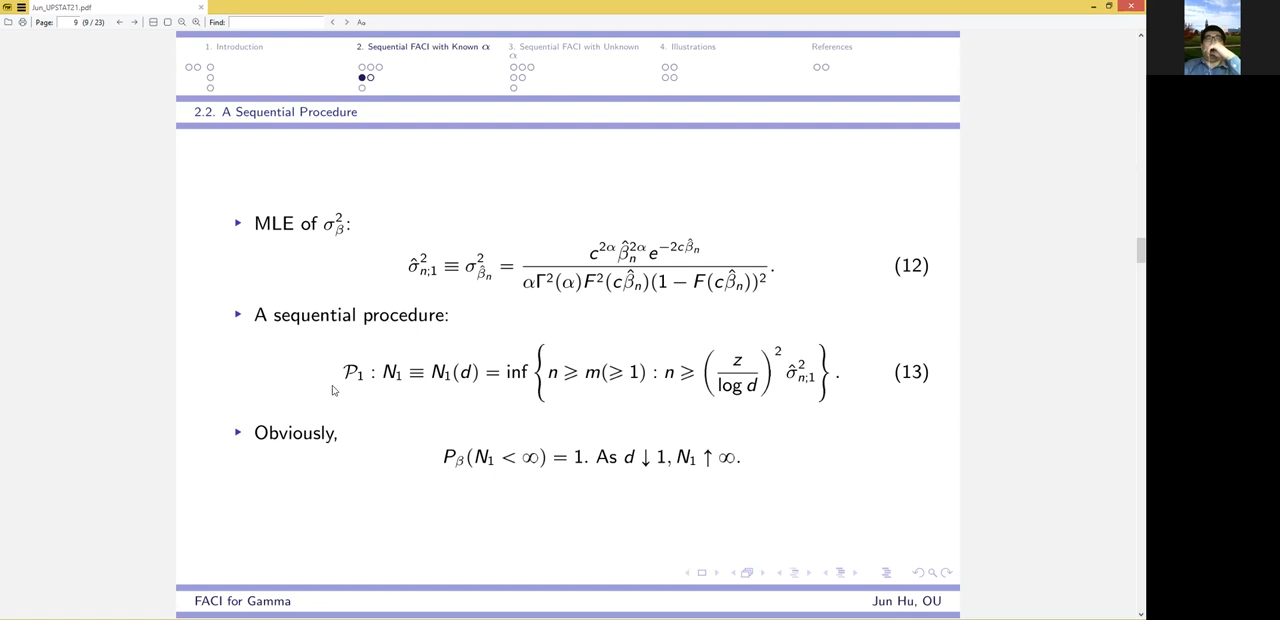 Jun_UPSTAT21.pdf
Page: 9 (9 / 23) Find: Aa
1. Introduction 2. Sequential FACI with Known α 3. Sequential FACI with Unknown α 4. Illustrations References
2.2. A Sequential Procedure
MLE of σ²_β:
σ̂²_{n;1} ≡ σ²_{β̂_n} = c^{2α} β̂_n^{2α} e^{−2cβ̂_n} / αΓ²(α)F²(cβ̂_n)(1 − F(cβ̂_n))². (12)
A sequential procedure:
𝒫₁ : N₁ ≡ N₁(d) = inf { n ⩾ m(⩾ 1) : n ⩾ (z / log d)² σ̂²_{n;1} }. (13)
Obviously,
P_β(N₁ < ∞) = 1. As d ↓ 1, N₁ ↑ ∞.
FACI for Gamma Jun Hu, OU